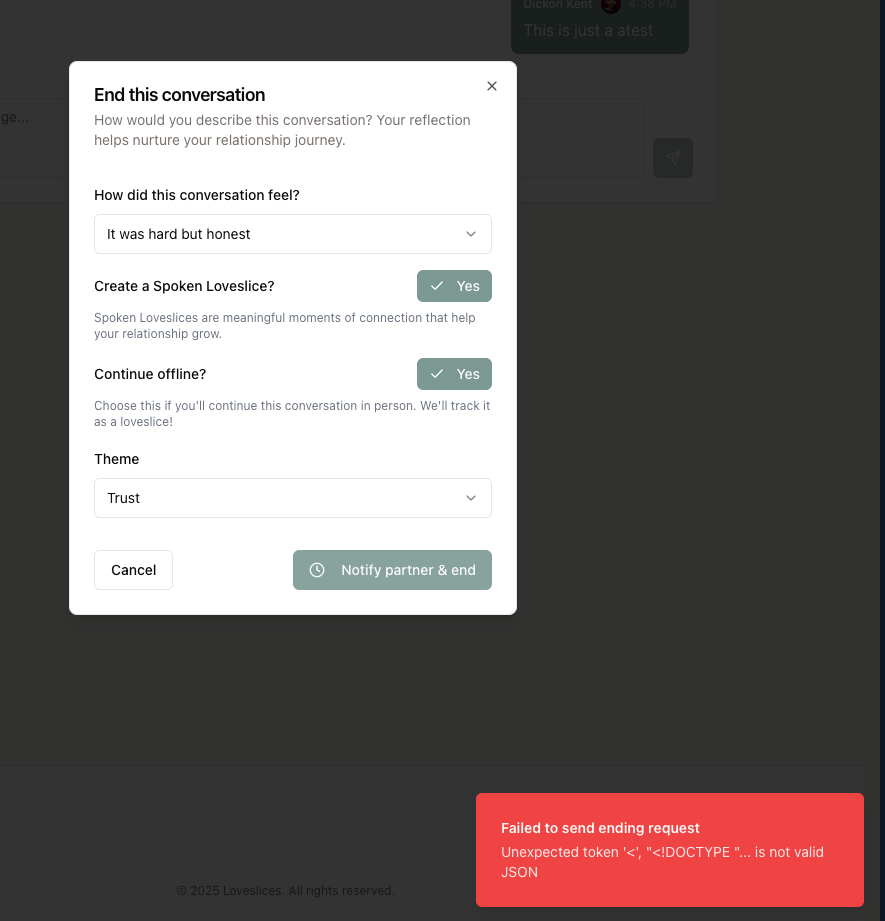 Dickon Kent 4:38 PM
This is just a atest
ge...
End this conversation
How would you describe this conversation? Your reflection
helps nurture your relationship journey.
How did this conversation feel?
It was hard but honest
Create a Spoken Loveslice?
Yes
Spoken Loveslices are meaningful moments of connection that help
your relationship grow.
Continue offline?
Yes
Choose this if you'll continue this conversation in person. We'll track it
as a loveslice!
Theme
Trust
Cancel
Notify partner & end
Failed to send ending request
Unexpected token '<', "<!DOCTYPE "... is not valid
JSON
© 2025 Loveslices. All rights reserved.